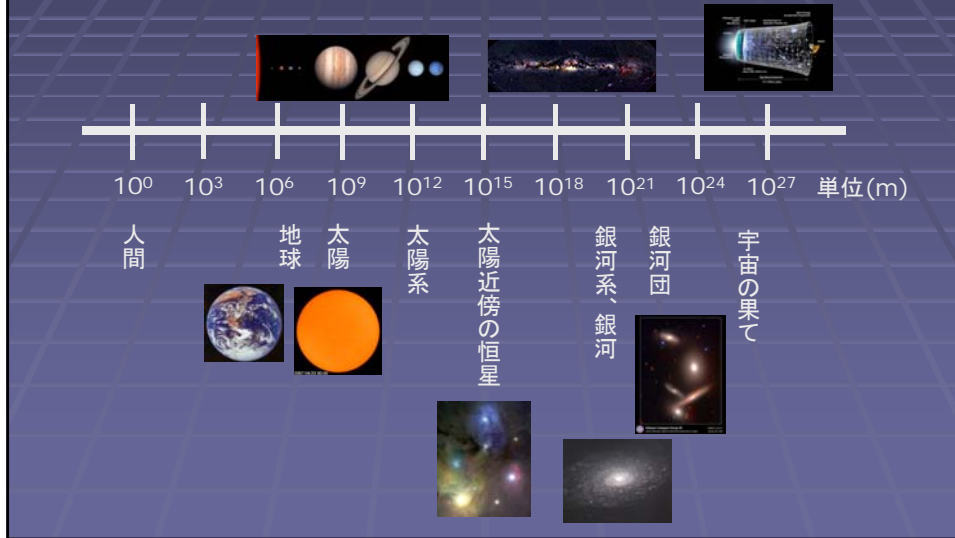 10⁰ 10³ 10⁶ 10⁹ 10¹² 10¹⁵ 10¹⁸ 10²¹ 10²⁴ 10²⁷ 単位(m)
人間
地球
太陽
太陽系
太陽近傍の恒星
銀河系、銀河
銀河団
宇宙の果て